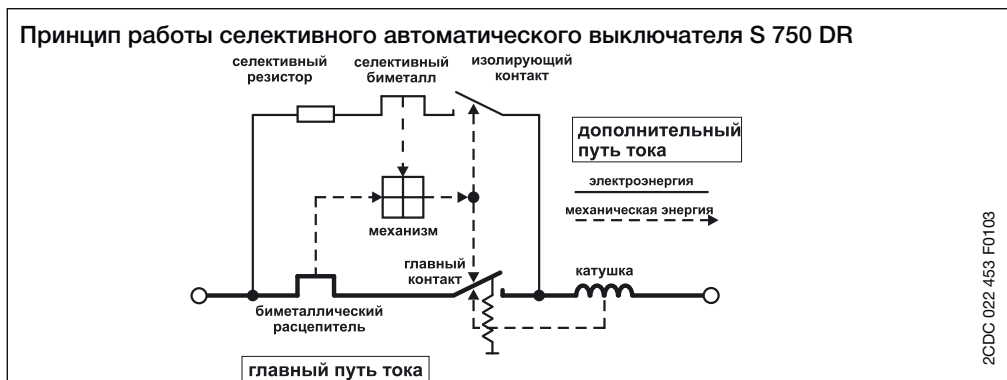 Принцип работы селективного автоматического выключателя S 750 DR
селективный
резистор
селективный
биметалл
изолирующий
контакт
дополнительный
путь тока
электроэнергия
механическая энергия
механизм
главный
контакт
катушка
биметаллический
расцепитель
главный путь тока
2CDC 022 453 F0103